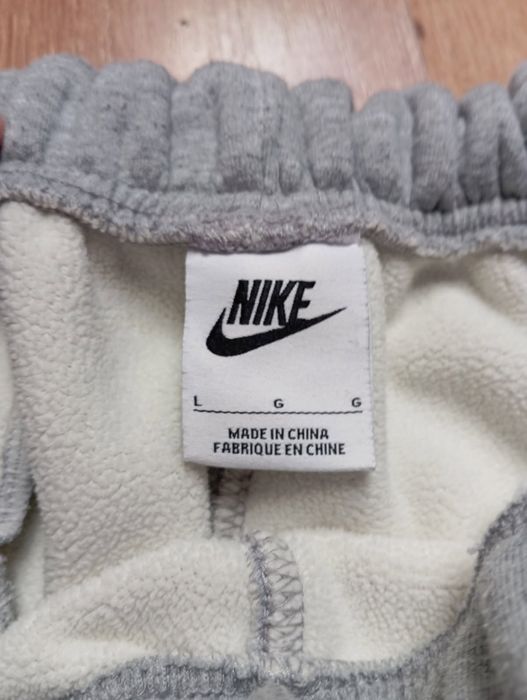 NIKE
L G G
MADE IN CHINA
FABRIQUE EN CHINE